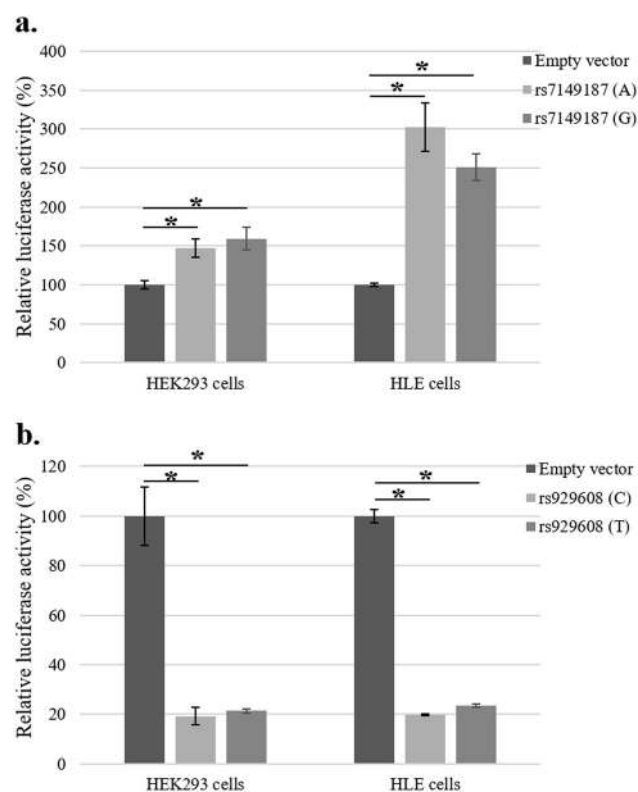 a.
Relative luciferase activity (%)
400
350
300
250
200
150
100
50
0
*
*
*
*
HEK293 cells
HLE cells
Empty vector
rs7149187 (A)
rs7149187 (G)
b.
Relative luciferase activity (%)
120
100
80
60
40
20
0
*
*
*
*
HEK293 cells
HLE cells
Empty vector
rs929608 (C)
rs929608 (T)